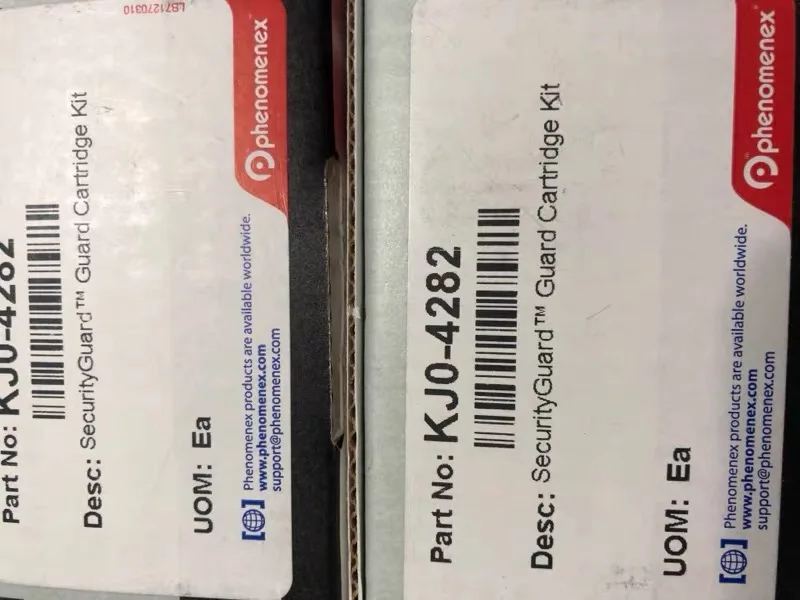 LB71270310
Part No: KJ0-4282
Desc: SecurityGuard™ Guard Cartridge Kit
UOM: Ea
Phenomenex products are available worldwide.
www.phenomenex.com
support@phenomenex.com
phenomenex
Part No: KJ0-4282
Desc: SecurityGuard™ Guard Cartridge Kit
UOM: Ea
Phenomenex products are available worldwide.
www.phenomenex.com
support@phenomenex.com
phenomenex